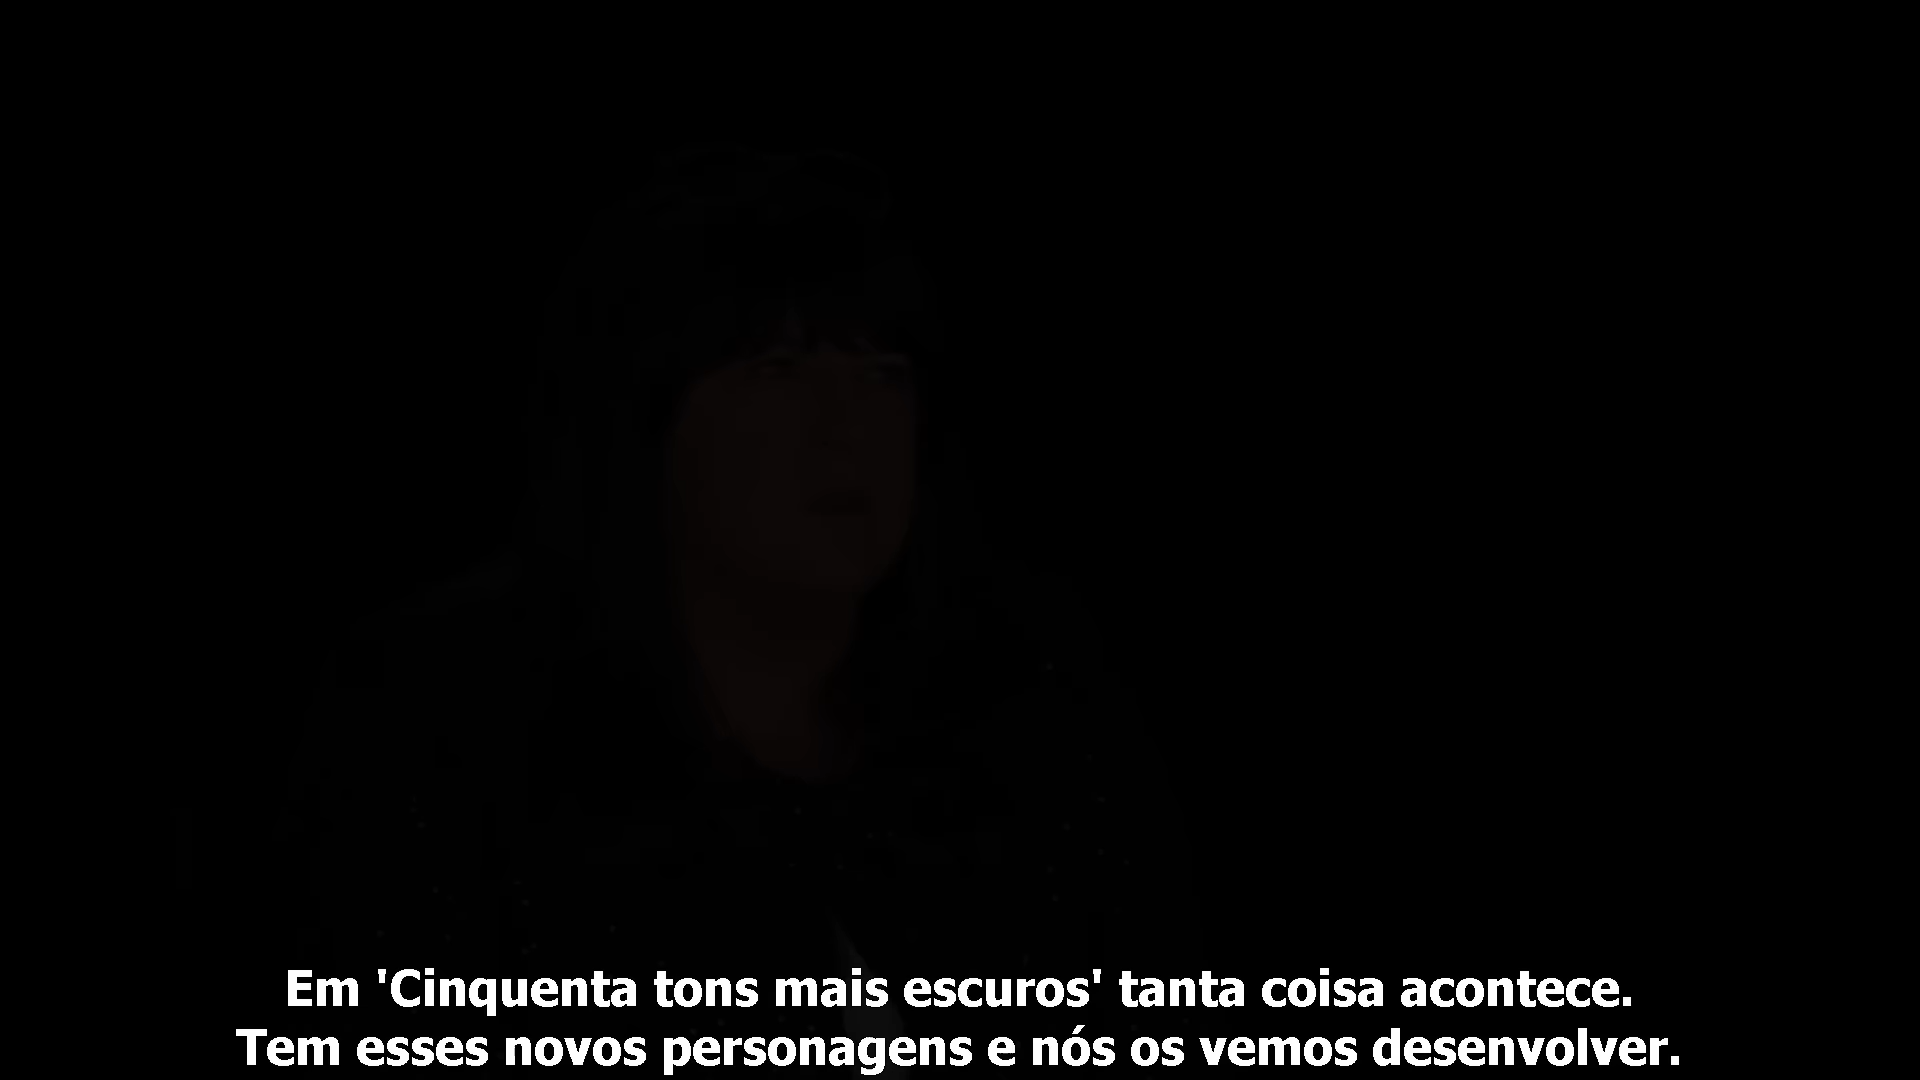 Em 'Cinquenta tons mais escuros' tanta coisa acontece.
Tem esses novos personagens e nós os vemos desenvolver.